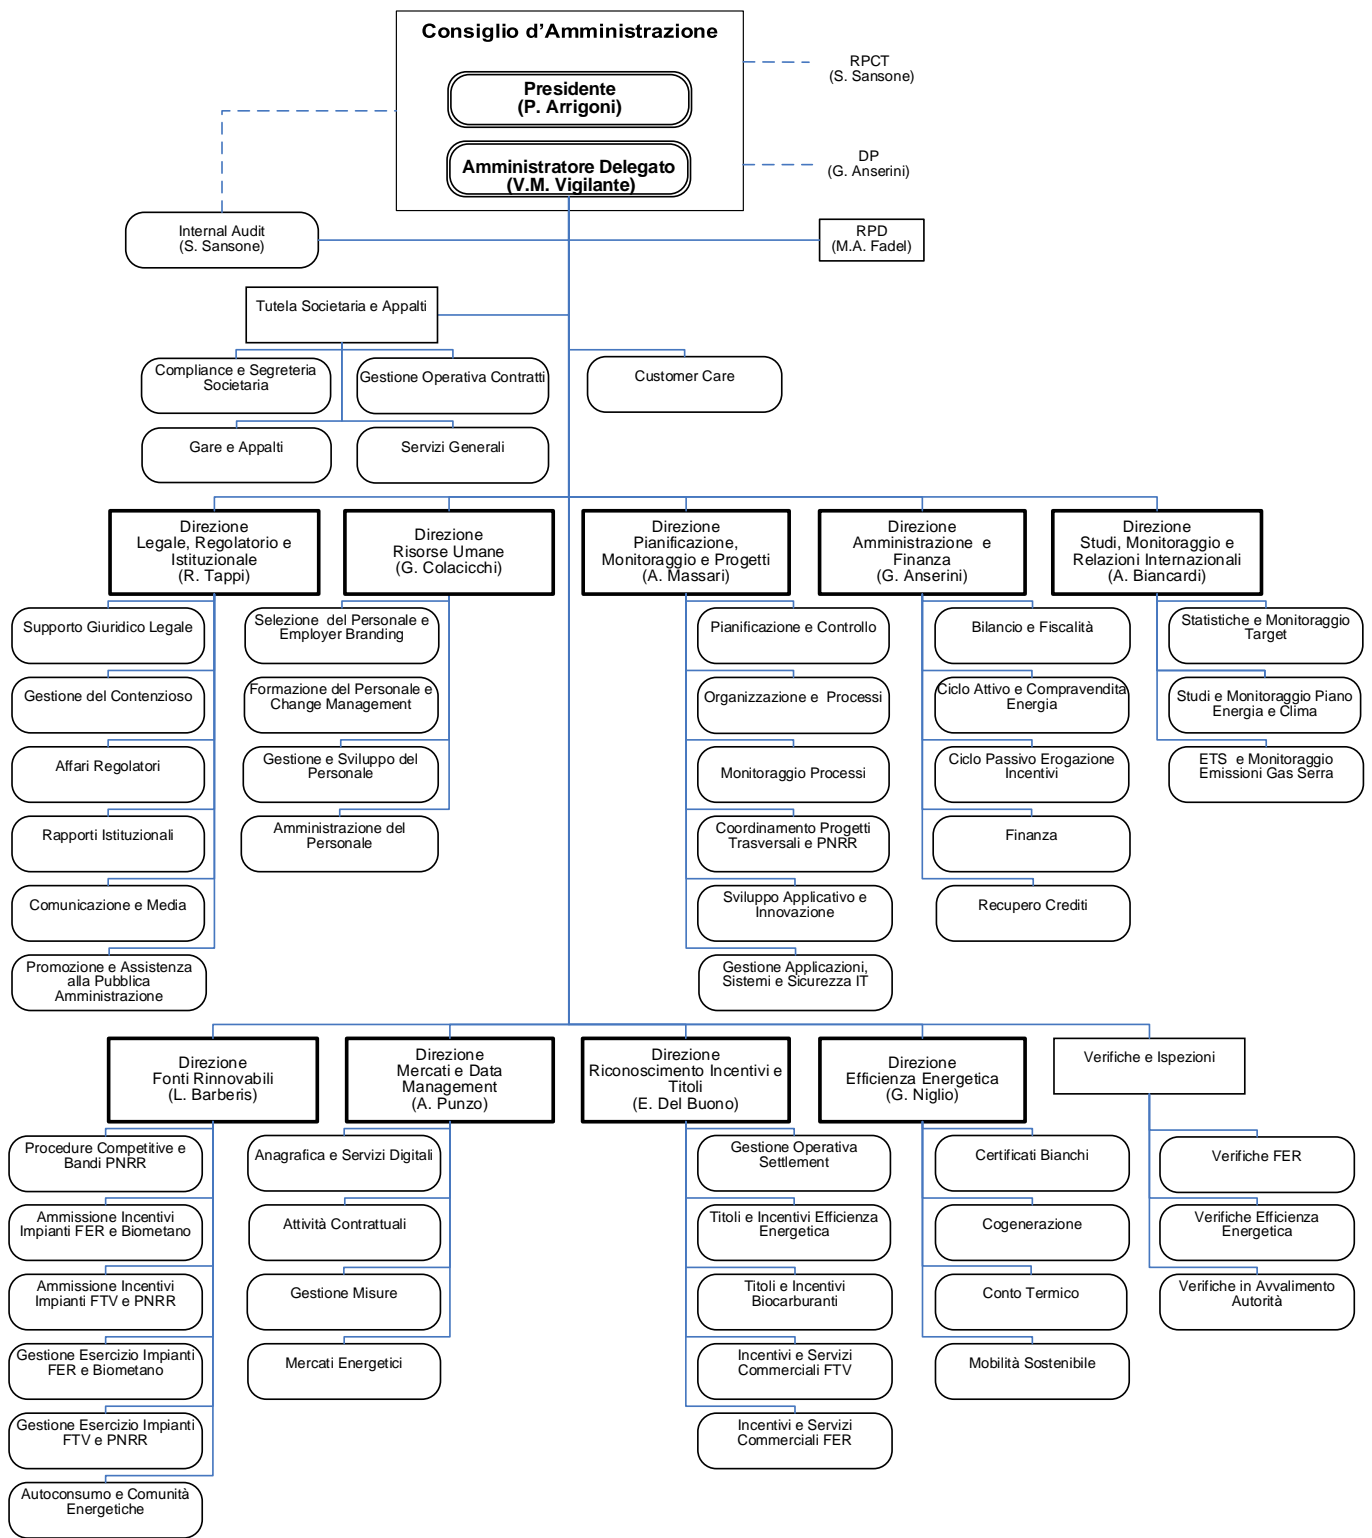 Consiglio d’Amministrazione
Presidente
(P. Arrigoni)
Amministratore Delegato
(V.M. Vigilante)
RPCT
(S. Sansone)
DP
(G. Anserini)
Internal Audit
(S. Sansone)
RPD
(M.A. Fadel)
Tutela Societaria e Appalti
Compliance e Segreteria
Societaria
Gestione Operativa Contratti
Customer Care
Gare e Appalti
Servizi Generali
Direzione
Legale, Regolatorio e
Istituzionale
(R. Tappi)
Supporto Giuridico Legale
Gestione del Contenzioso
Affari Regolatori
Rapporti Istituzionali
Comunicazione e Media
Promozione e Assistenza
alla Pubblica
Amministrazione
Direzione
Risorse Umane
(G. Colacicchi)
Selezione del Personale e
Employer Branding
Formazione del Personale e
Change Management
Gestione e Sviluppo del
Personale
Amministrazione del
Personale
Direzione
Pianificazione,
Monitoraggio e Progetti
(A. Massari)
Pianificazione e Controllo
Organizzazione e Processi
Monitoraggio Processi
Coordinamento Progetti
Trasversali e PNRR
Sviluppo Applicativo e
Innovazione
Gestione Applicazioni,
Sistemi e Sicurezza IT
Direzione
Amministrazione e
Finanza
(G. Anserini)
Bilancio e Fiscalità
Ciclo Attivo e Compravendita
Energia
Ciclo Passivo Erogazione
Incentivi
Finanza
Recupero Crediti
Direzione
Studi, Monitoraggio e
Relazioni Internazionali
(A. Biancardi)
Statistiche e Monitoraggio
Target
Studi e Monitoraggio Piano
Energia e Clima
ETS e Monitoraggio
Emissioni Gas Serra
Direzione
Fonti Rinnovabili
(L. Barberis)
Procedure Competitive e
Bandi PNRR
Ammissione Incentivi
Impianti FER e Biometano
Ammissione Incentivi
Impianti FTV e PNRR
Gestione Esercizio Impianti
FER e Biometano
Gestione Esercizio Impianti
FTV e PNRR
Autoconsumo e Comunità
Energetiche
Direzione
Mercati e Data
Management
(A. Punzo)
Anagrafica e Servizi Digitali
Attività Contrattuali
Gestione Misure
Mercati Energetici
Direzione
Riconoscimento Incentivi e
Titoli
(E. Del Buono)
Gestione Operativa
Settlement
Titoli e Incentivi Efficienza
Energetica
Titoli e Incentivi
Biocarburanti
Incentivi e Servizi
Commerciali FTV
Incentivi e Servizi
Commerciali FER
Direzione
Efficienza Energetica
(G. Niglio)
Certificati Bianchi
Cogenerazione
Conto Termico
Mobilità Sostenibile
Verifiche e Ispezioni
Verifiche FER
Verifiche Efficienza
Energetica
Verifiche in Avvalimento
Autorità